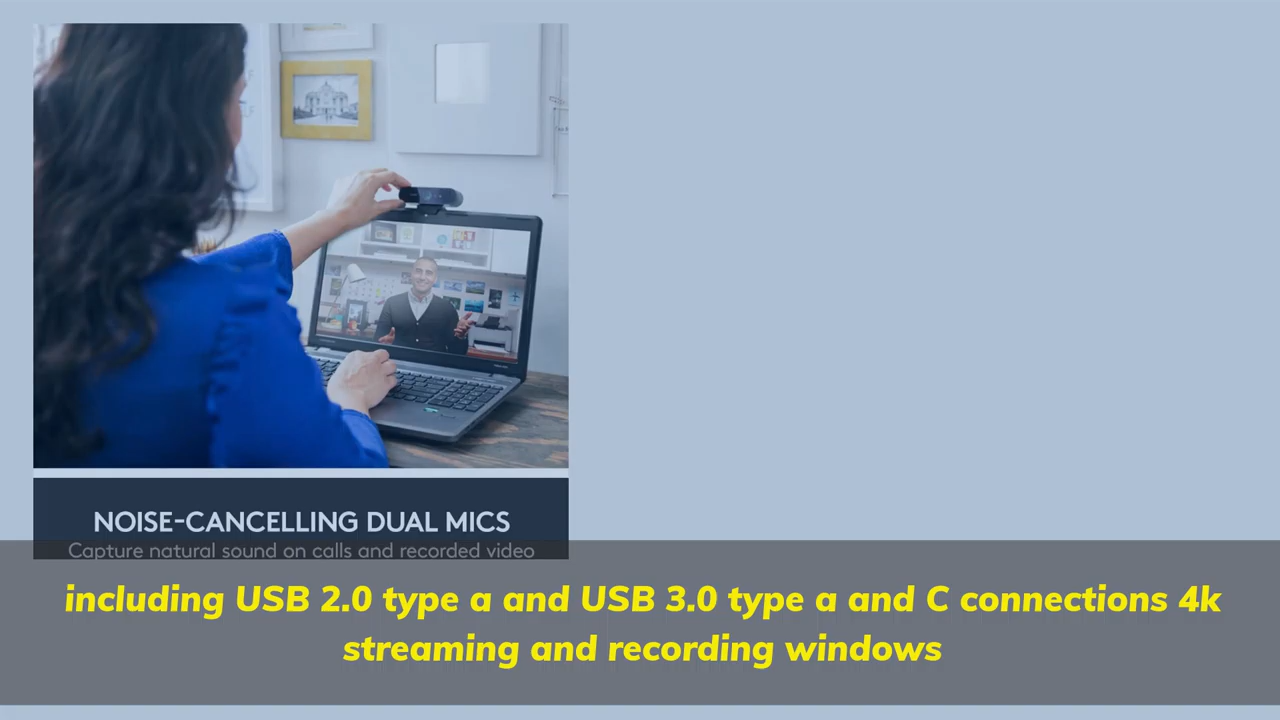 NOISE-CANCELLING DUAL MICS
Capture natural sound on calls and recorded video
including USB 2.0 type a and USB 3.0 type a and C connections 4k
streaming and recording windows